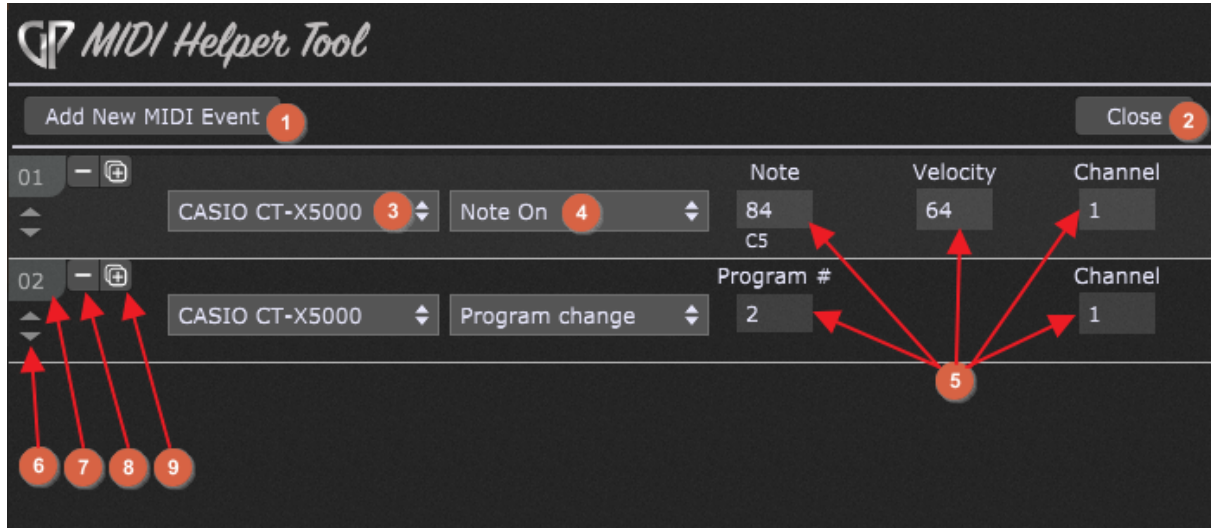 GP MIDI Helper Tool
Add New MIDI Event 1 Close 2
01 Note Velocity Channel
CASIO CT-X5000 3 Note On 4 84 64 1
C5
02 Program # Channel
CASIO CT-X5000 Program change 2 1
5
6 7 8 9